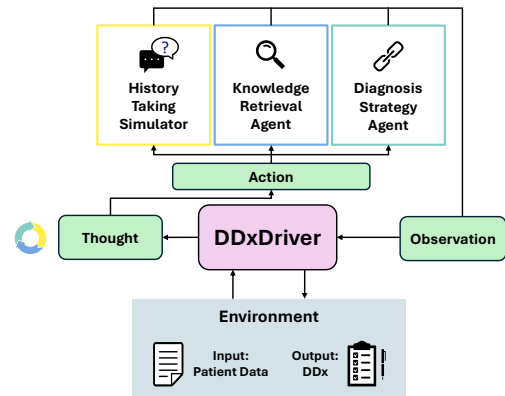 ?
History
Taking
Simulator
Knowledge
Retrieval
Agent
Diagnosis
Strategy
Agent
Action
Thought
DDxDriver
Observation
Environment
Input:
Patient Data
Output:
DDx